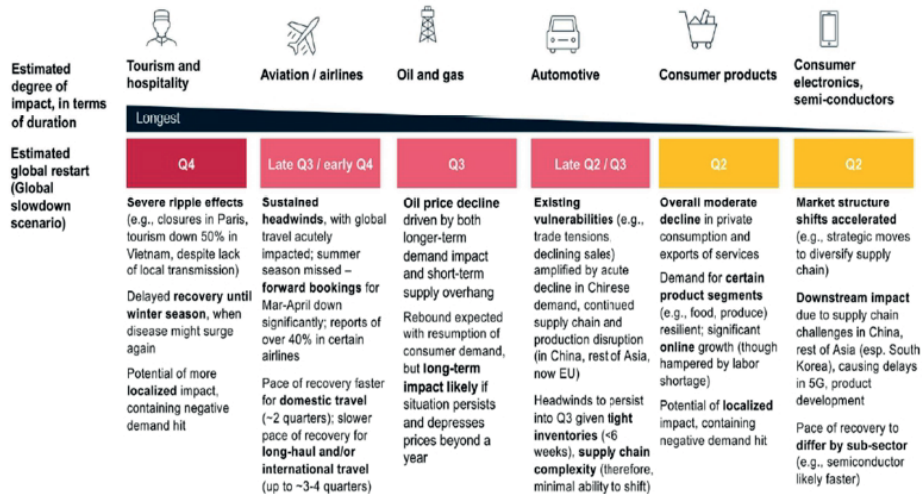 Estimated
degree of
impact, in terms
of duration
Tourism and
hospitality
Aviation / airlines
Oil and gas
Automotive
Consumer products
Consumer
electronics,
semi-conductors
Longest
Estimated
global restart
(Global
slowdown
scenario)
Q4
Late Q3 / early Q4
Q3
Late Q2 / Q3
Q2
Q2
Severe ripple effects
(e.g., closures in Paris,
tourism down 50% in
Vietnam, despite lack
of local transmission)
Delayed recovery until
winter season, when
disease might surge
again
Potential of more
localized impact,
containing negative
demand hit
Sustained
headwinds, with global
travel acutely
impacted; summer
season missed –
forward bookings for
Mar-April down
significantly; reports of
over 40% in certain
airlines
Pace of recovery faster
for domestic travel
(~2 quarters); slower
pace of recovery for
long-haul and/or
international travel
(up to ~3-4 quarters)
Oil price decline
driven by both
longer-term
demand impact
and short-term
supply overhang
Rebound expected
with resumption of
consumer demand,
but long-term
impact likely if
situation persists
and depresses
prices beyond a
year
Existing
vulnerabilities (e.g.,
trade tensions,
declining sales)
amplified by acute
decline in Chinese
demand, continued
supply chain and
production disruption
(in China, rest of Asia,
now EU)
Headwinds to persist
into Q3 given tight
inventories (<6
weeks), supply chain
complexity (therefore,
minimal ability to shift)
Overall moderate
decline in private
consumption and
exports of services
Demand for certain
product segments
(e.g., food, produce)
resilient; significant
online growth (though
hampered by labor
shortage)
Potential of localized
impact, containing
negative demand hit
Market structure
shifts accelerated
(e.g., strategic moves
to diversify supply
chain)
Downstream impact
due to supply chain
challenges in China,
rest of Asia (esp. South
Korea), causing delays
in 5G, product
development
Pace of recovery to
differ by sub-sector
(e.g., semiconductor
likely faster)